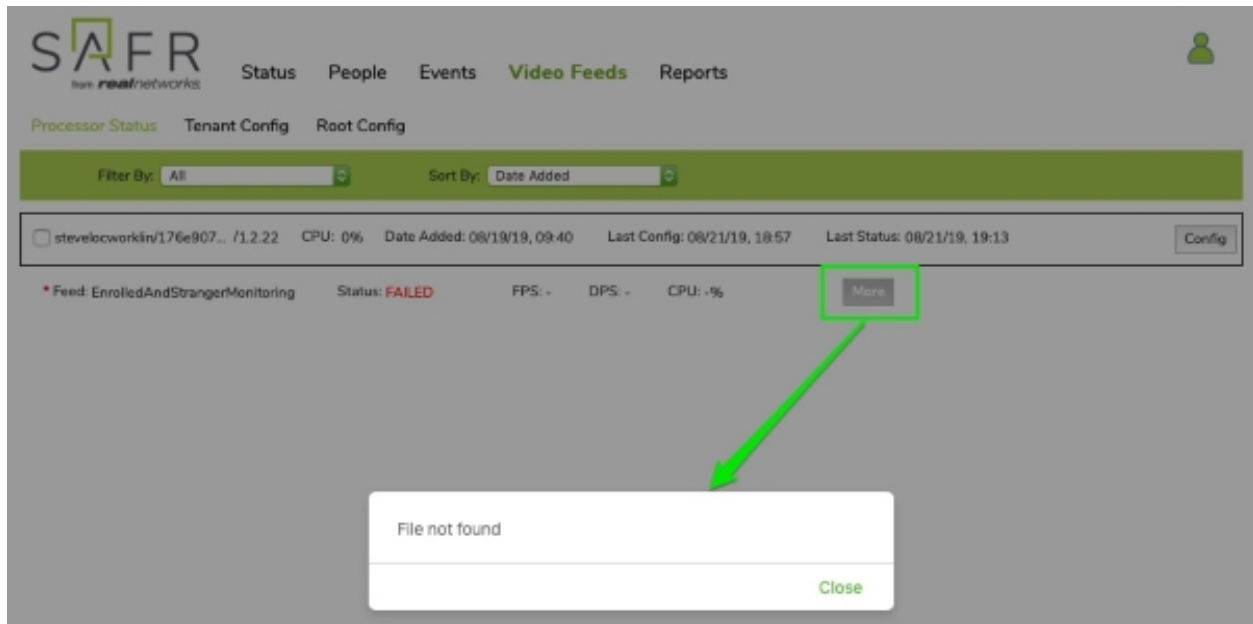 SAFR
from realnetworks
Status People Events Video Feeds Reports
Processor Status Tenant Config Root Config
Filter By: All Sort By: Date Added
stevelocworklin/176e907... /1.2.22 CPU: 0% Date Added: 08/19/19, 09:40 Last Config: 08/21/19, 18:57 Last Status: 08/21/19, 19:13 Config
* Feed: EnrolledAndStrangerMonitoring Status: FAILED FPS: - DPS: - CPU: -% More
File not found
Close